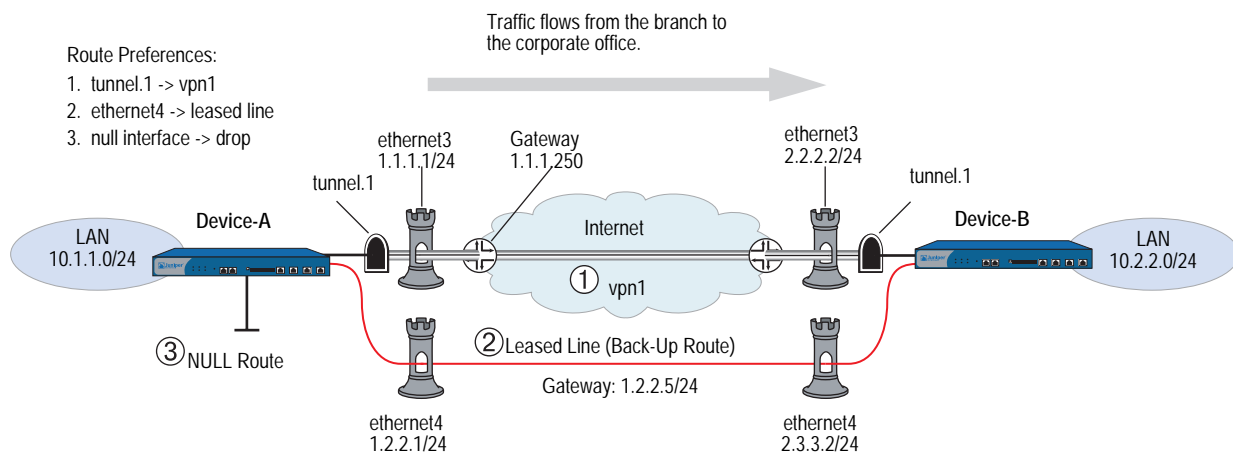 Traffic flows from the branch to
the corporate office.
Route Preferences:
1. tunnel.1 -> vpn1
2. ethernet4 -> leased line
3. null interface -> drop
ethernet3
1.1.1.1/24
Gateway
1.1.1.250
ethernet3
2.2.2.2/24
tunnel.1
tunnel.1
Device-A
Internet
Device-B
LAN
10.1.1.0/24
LAN
10.2.2.0/24
1
vpn1
3 NULL Route
2 Leased Line (Back-Up Route)
Gateway: 1.2.2.5/24
ethernet4
1.2.2.1/24
ethernet4
2.3.3.2/24